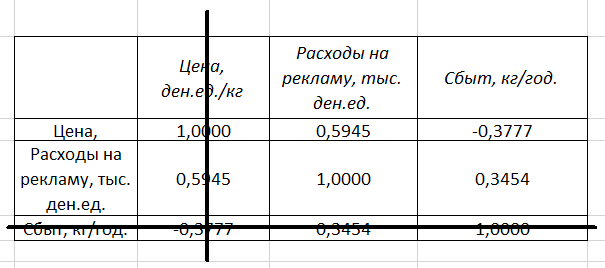 Цена,
ден.ед./кг
Расходы на
рекламу, тыс.
ден.ед.
Сбыт, кг/год.
Цена, 1,0000 0,5945 -0,3777
Расходы на
рекламу, тыс.
ден.ед.
0,5945 1,0000 0,3454
Сбыт, кг/год. -0,3777 0,3454 1,0000